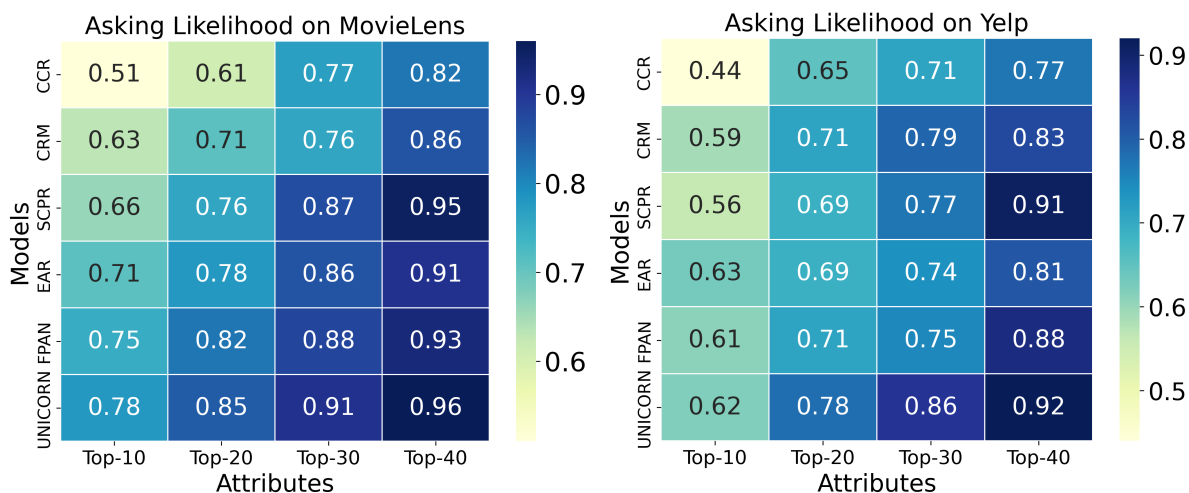 Asking Likelihood on MovieLens
Models
CCR 0.51 0.61 0.77 0.82
CRM 0.63 0.71 0.76 0.86
SCPR 0.66 0.76 0.87 0.95
EAR 0.71 0.78 0.86 0.91
FPAN 0.75 0.82 0.88 0.93
UNICORN 0.78 0.85 0.91 0.96
Top-10 Top-20 Top-30 Top-40
Attributes
0.9
0.8
0.7
0.6
Asking Likelihood on Yelp
Models
CCR 0.44 0.65 0.71 0.77
CRM 0.59 0.71 0.79 0.83
SCPR 0.56 0.69 0.77 0.91
EAR 0.63 0.69 0.74 0.81
FPAN 0.61 0.71 0.75 0.88
UNICORN 0.62 0.78 0.86 0.92
Top-10 Top-20 Top-30 Top-40
Attributes
0.9
0.8
0.7
0.6
0.5